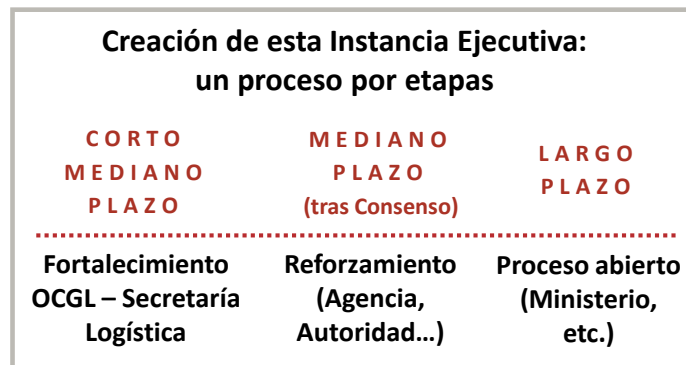 Creación de esta Instancia Ejecutiva:
un proceso por etapas
CORTO
MEDIANO
PLAZO
MEDIANO
PLAZO
(tras Consenso)
LARGO
PLAZO
Fortalecimiento
OCGL – Secretaría
Logística
Reforzamiento
(Agencia,
Autoridad...)
Proceso abierto
(Ministerio,
etc.)